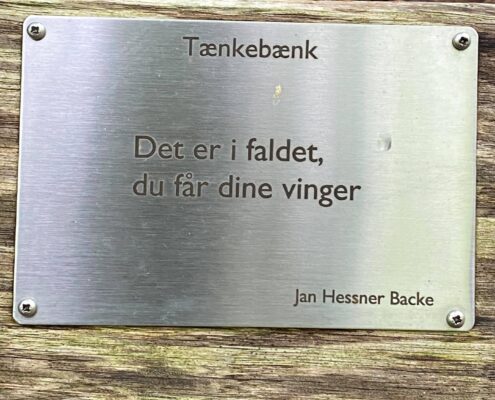 Tænkebænk
Det er i faldet,
du får dine vinger
Jan Hessner Backe